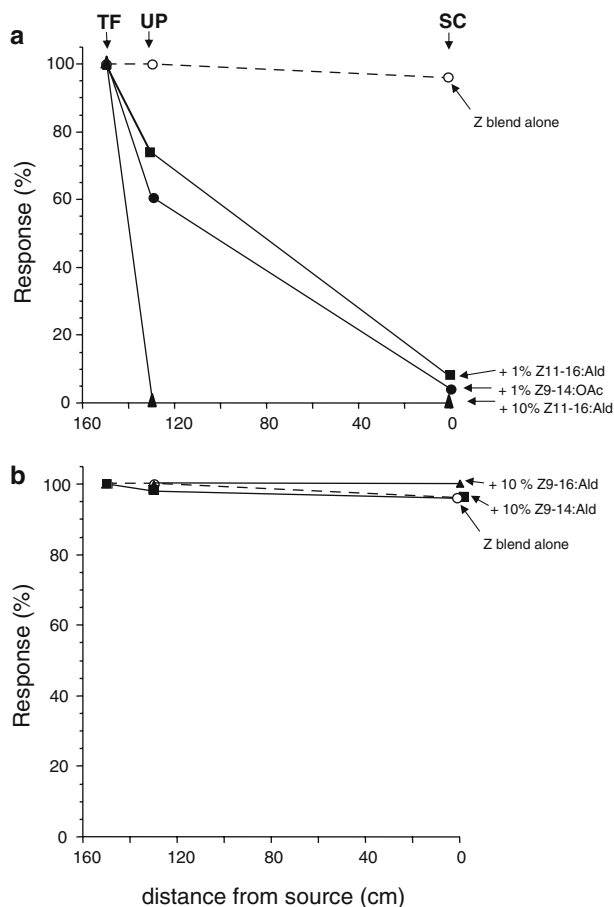 a
TF UP SC
100
80
60
40
20
0
Response (%)
Z blend alone
+ 1% Z11-16:Ald
+ 1% Z9-14:OAc
+ 10% Z11-16:Ald
160 120 80 40 0
b
100
80
60
40
20
0
Response (%)
+ 10 % Z9-16:Ald
+ 10% Z9-14:Ald
Z blend alone
160 120 80 40 0
distance from source (cm)